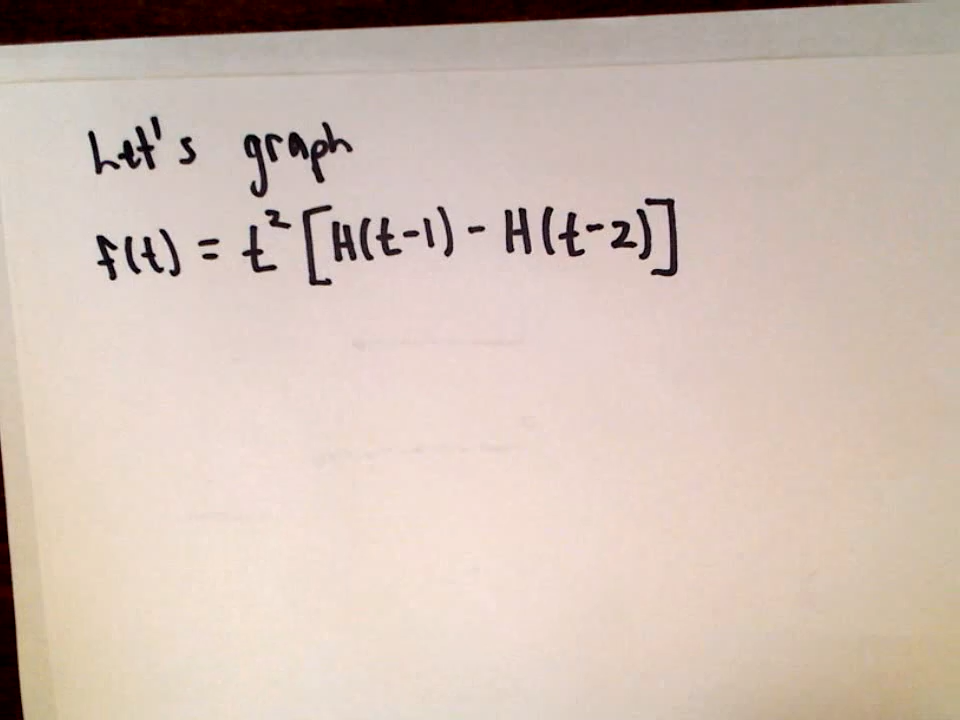 Let's graph
f(t) = t² [H(t-1) - H(t-2)]